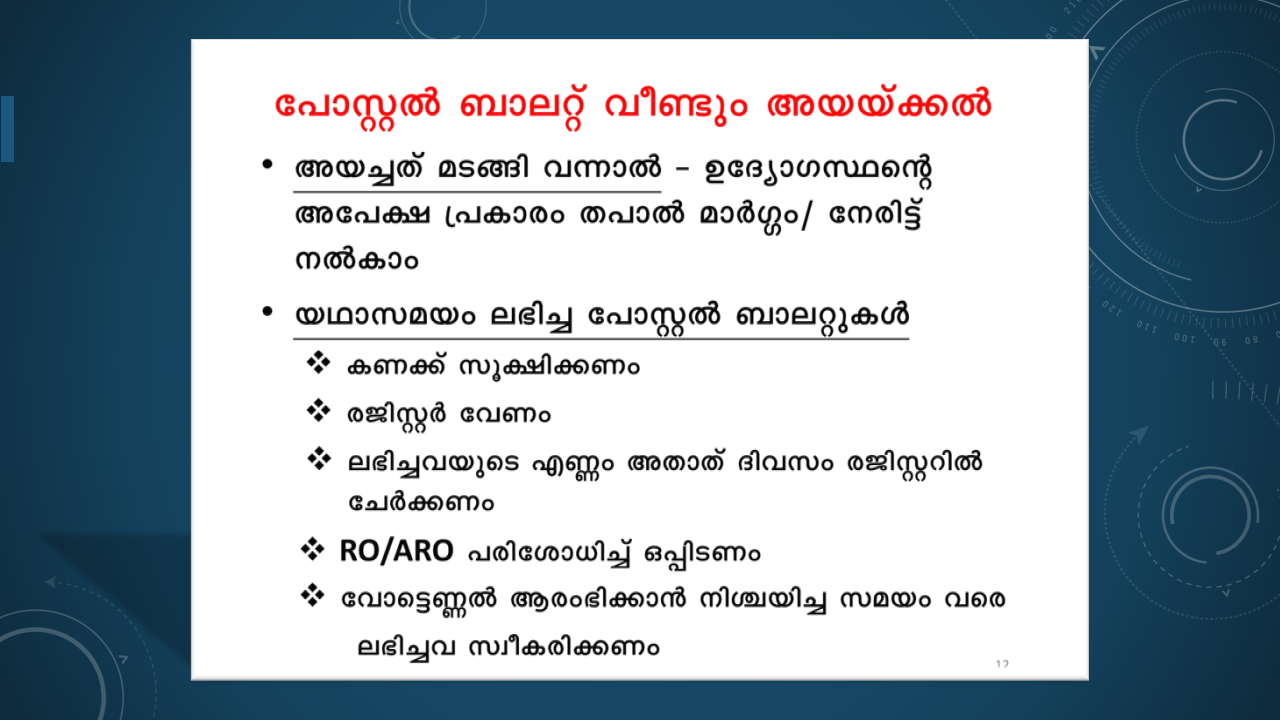 പോസ്റ്റൽ ബാലറ്റ് വീണ്ടും അയയ്ക്കൽ
• അയച്ചത് മടങ്ങി വന്നാൽ – ഉദ്യോഗസ്ഥന്റെ
അപേക്ഷ പ്രകാരം തപാൽ മാർഗ്ഗം/ നേരിട്ട്
നൽകാം
• യഥാസമയം ലഭിച്ച പോസ്റ്റൽ ബാലറ്റുകൾ
❖ കണക്ക് സൂക്ഷിക്കണം
❖ രജിസ്റ്റർ വേണം
❖ ലഭിച്ചവയുടെ എണ്ണം അതാത് ദിവസം രജിസ്റ്ററിൽ
ചേർക്കണം
❖ RO/ARO പരിശോധിച്ച് ഒപ്പിടണം
❖ വോട്ടെണ്ണൽ ആരംഭിക്കാൻ നിശ്ചയിച്ച സമയം വരെ
ലഭിച്ചവ സ്വീകരിക്കണം
12